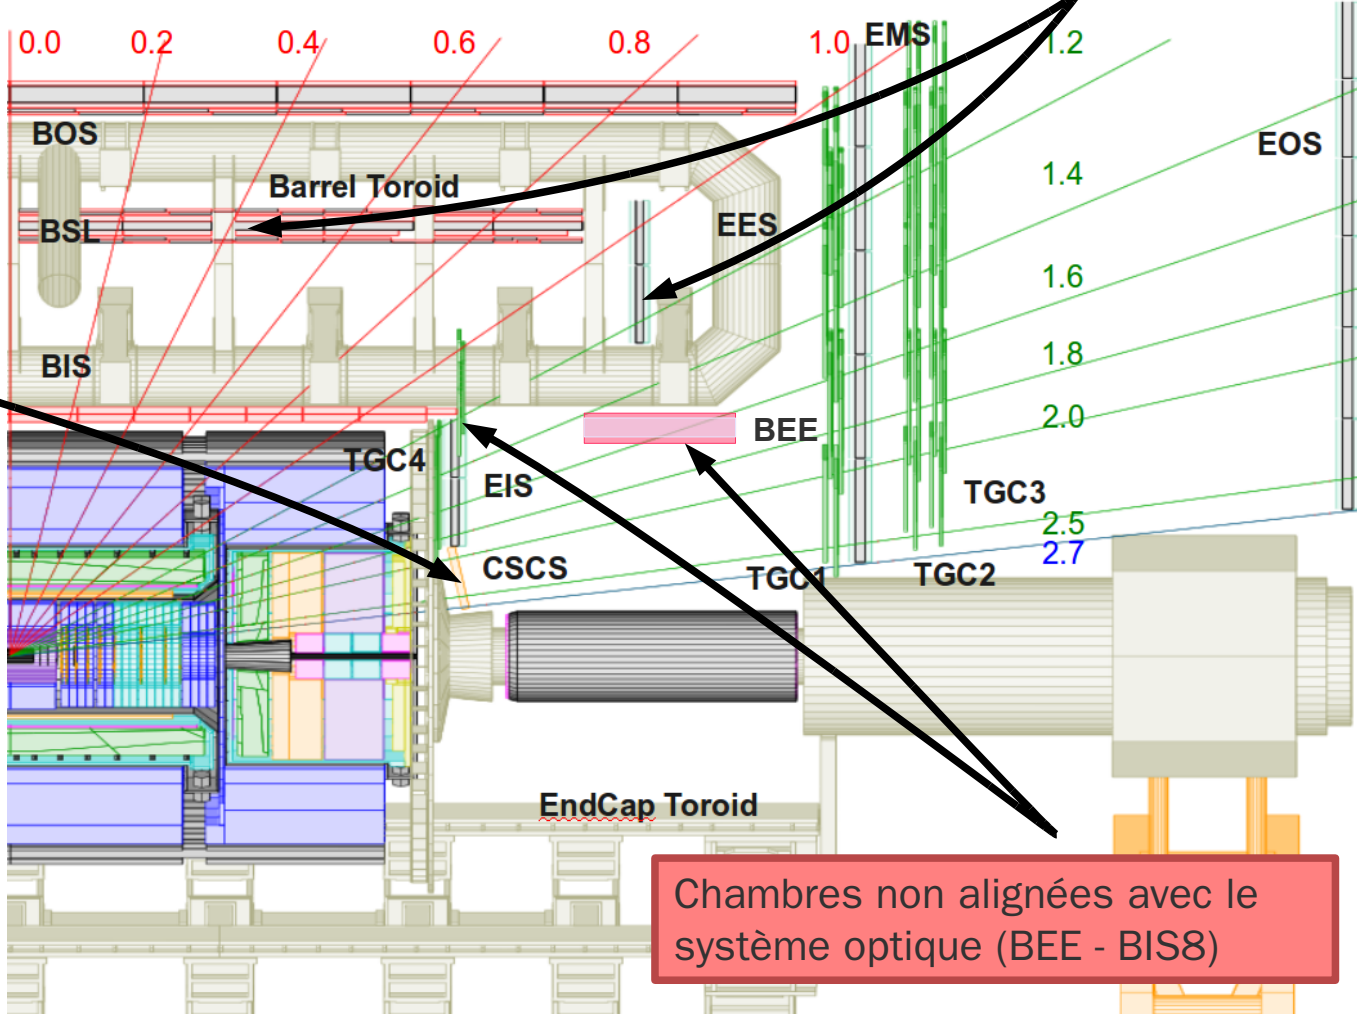 0.0 0.2 0.4 0.6 0.8 1.0 EMS 1.2
BOS
EOS
1.4
Barrel Toroid
BSL
EES
1.6
1.8
BIS
2.0
BEE
TGC4
EIS
TGC3
2.5
2.7
CSCS
TGC1
TGC2
EndCap Toroid
Chambres non alignées avec le
système optique (BEE - BIS8)